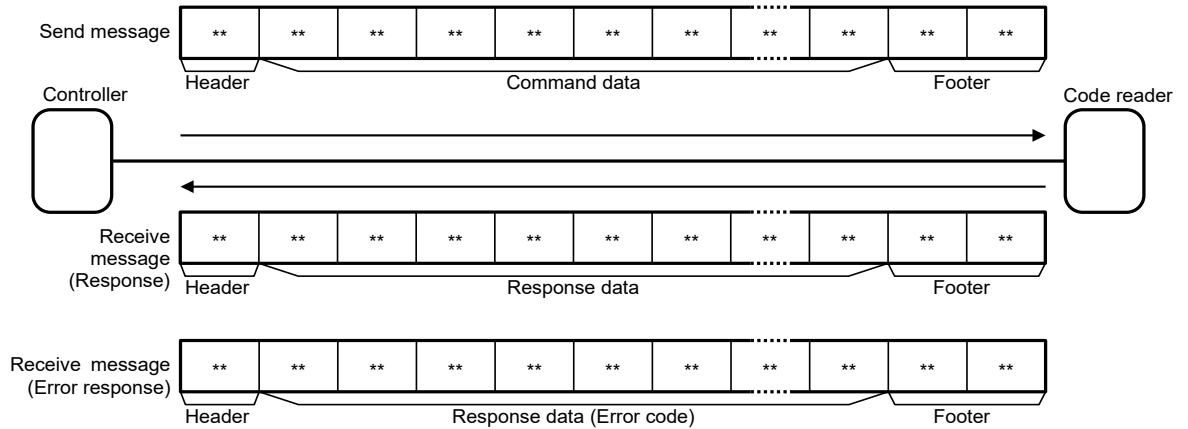 Send message ** ** ** ** ** ** ** ** ** ** **
Header Command data Footer
Controller
Code reader
Receive
message
(Response)
** ** ** ** ** ** ** ** ** ** **
Header Response data Footer
Receive message
(Error response)
** ** ** ** ** ** ** ** ** ** **
Header Response data (Error code) Footer